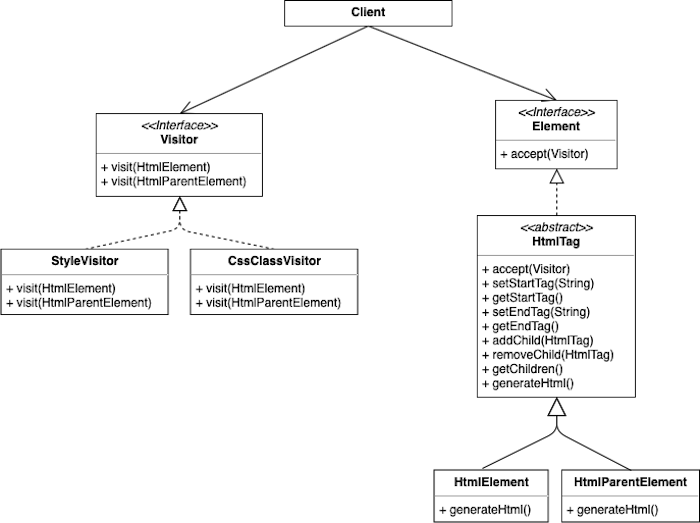 Client
<<Interface>>
Visitor
+ visit(HtmlElement)
+ visit(HtmlParentElement)
<<Interface>>
Element
+ accept(Visitor)
StyleVisitor
+ visit(HtmlElement)
+ visit(HtmlParentElement)
CssClassVisitor
+ visit(HtmlElement)
+ visit(HtmlParentElement)
<<abstract>>
HtmlTag
+ accept(Visitor)
+ setStartTag(String)
+ getStartTag()
+ setEndTag(String)
+ getEndTag()
+ addChild(HtmlTag)
+ removeChild(HtmlTag)
+ getChildren()
+ generateHtml()
HtmlElement
+ generateHtml()
HtmlParentElement
+ generateHtml()